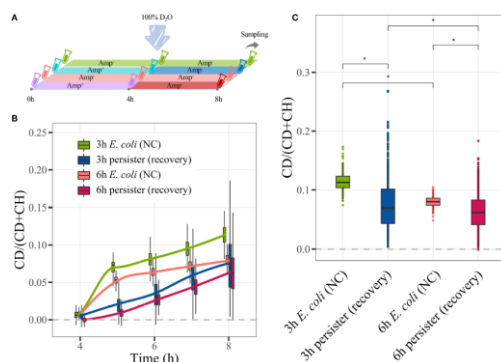 A
100% D₂O
Sampling
Amp⁻
Amp⁻
Amp⁺
0h
4h
8h
B
CD/(CD+CH)
0.25
0.20
0.15
0.10
0.05
0.00
3h E. coli (NC)
3h persister (recovery)
6h E. coli (NC)
6h persister (recovery)
4
6
8
Time (h)
C
CD/(CD+CH)
0.3
0.2
0.1
0.0
*
*
*
*
3h E. coli (NC)
3h persister (recovery)
6h E. coli (NC)
6h persister (recovery)